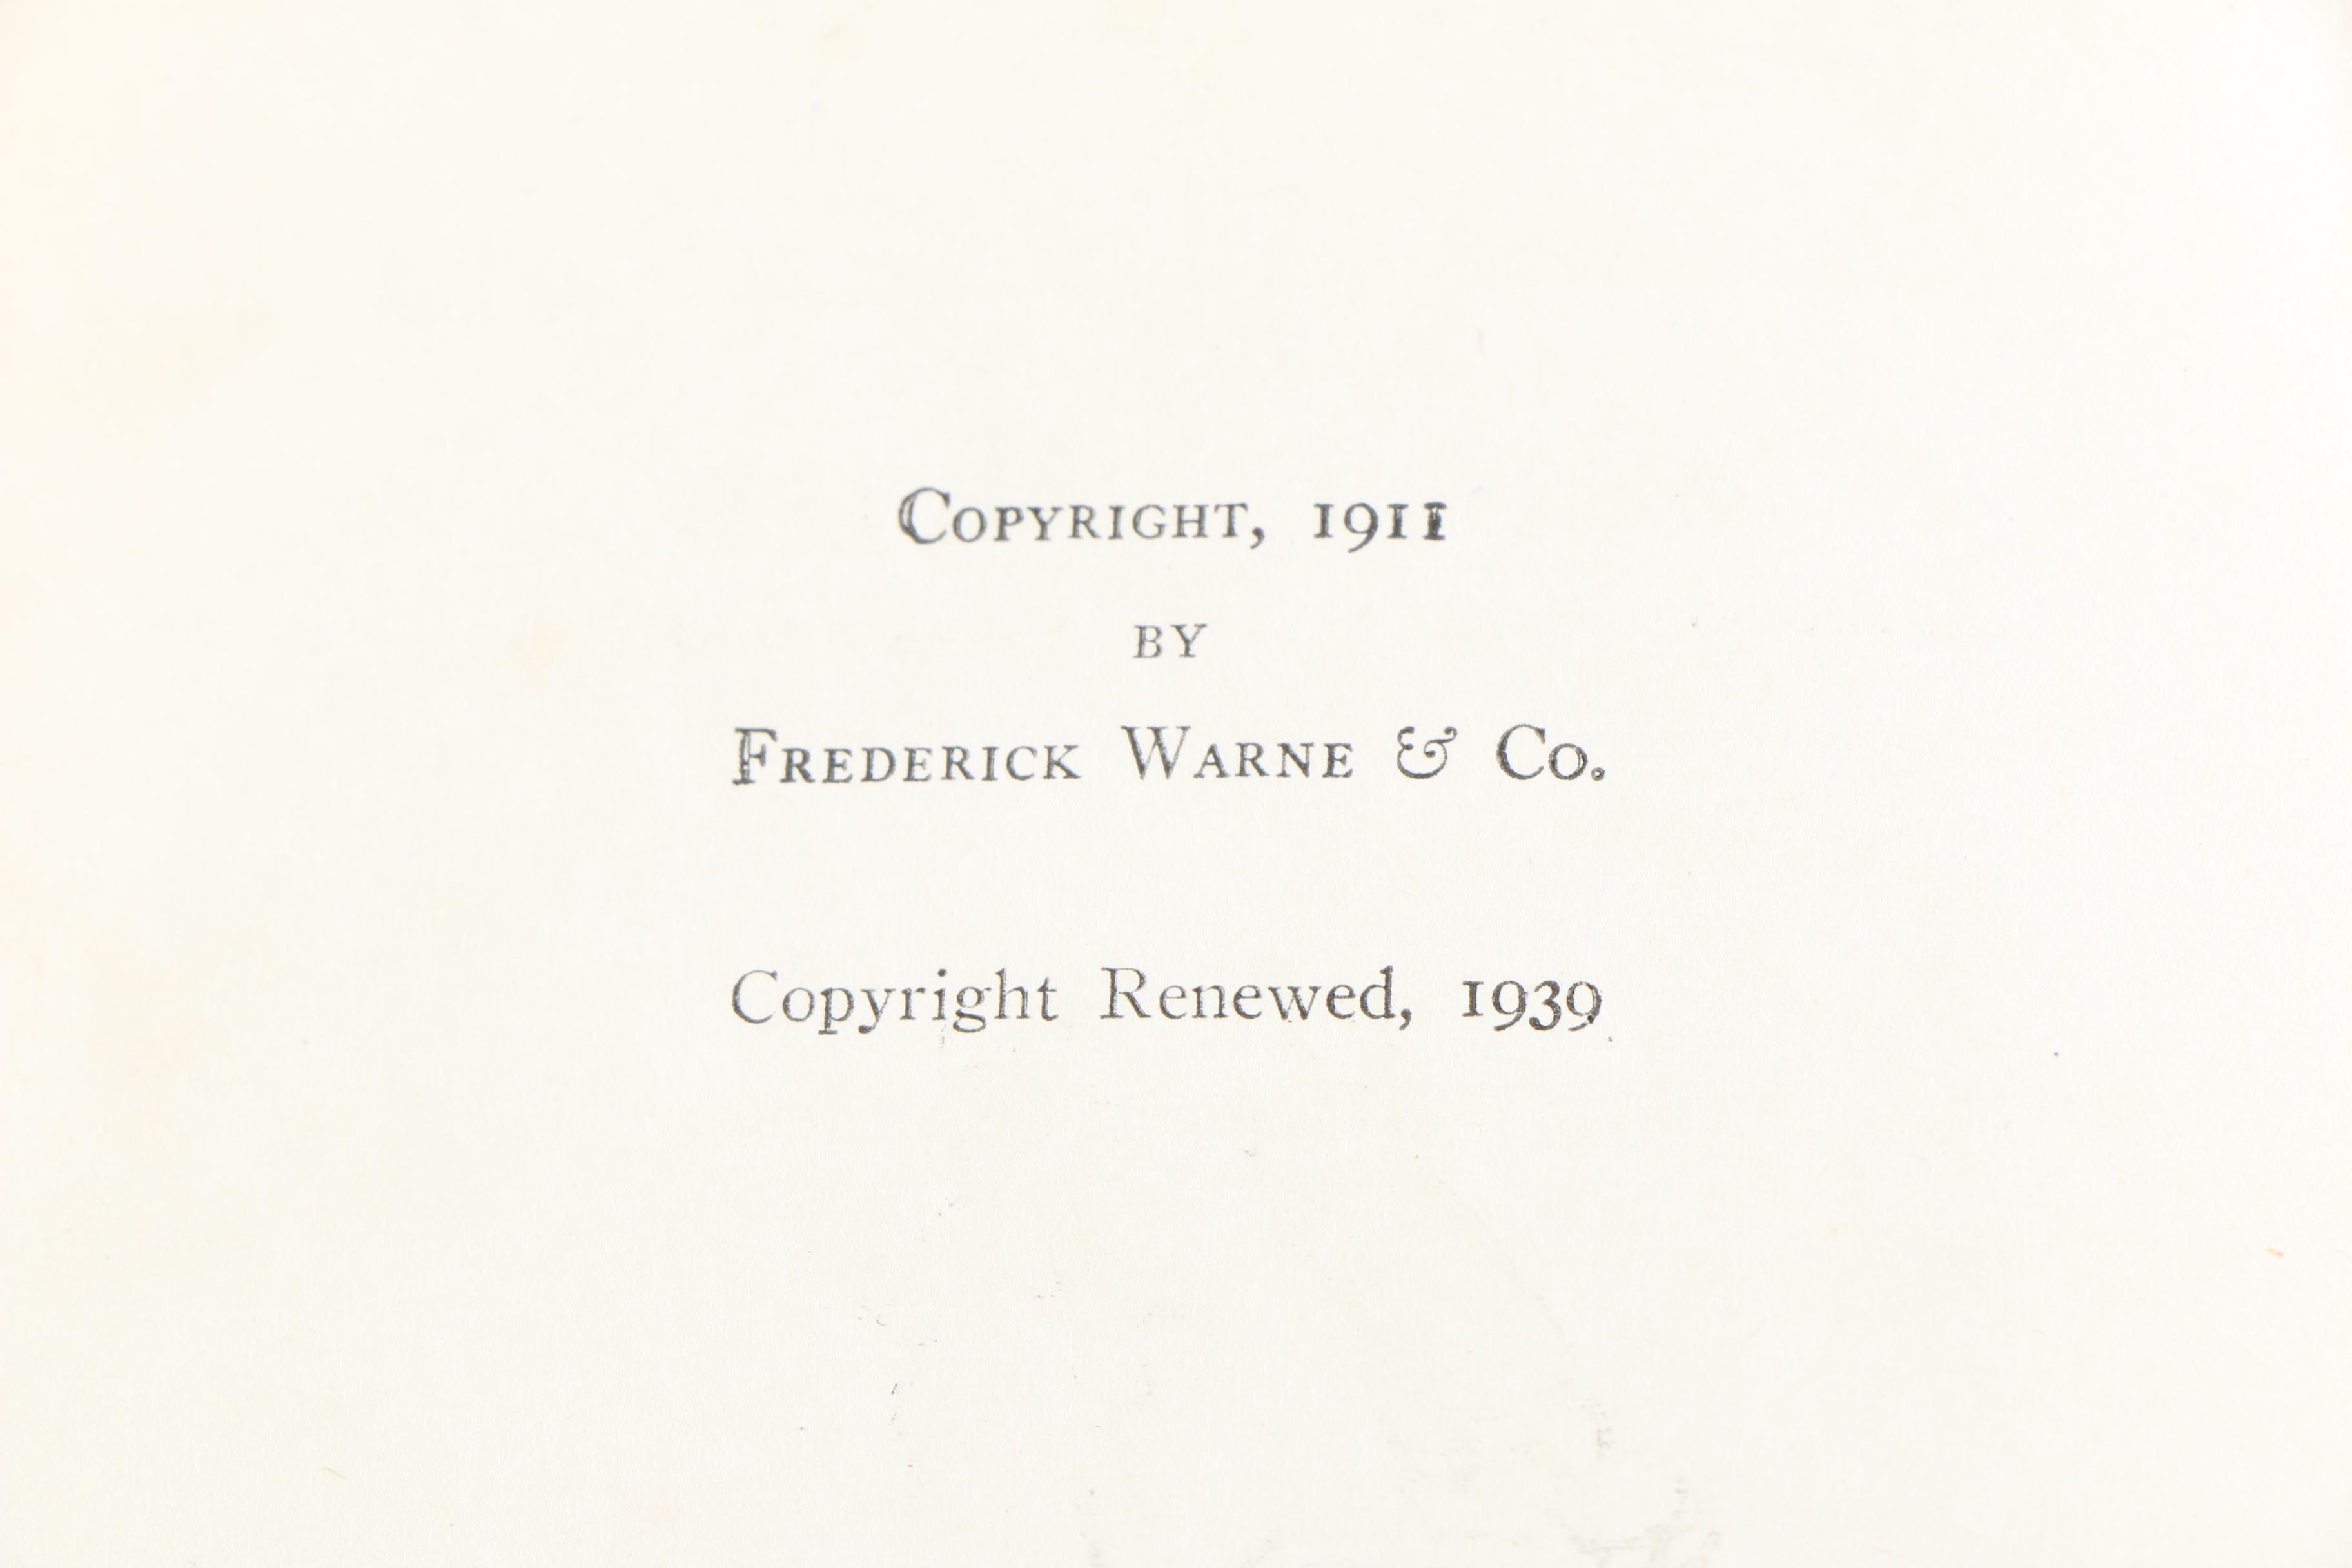 Copyright, 1911
by
Frederick Warne & Co.
Copyright Renewed, 1939